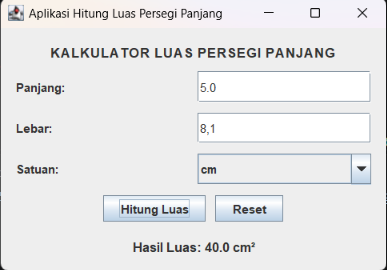 Aplikasi Hitung Luas Persegi Panjang
KALKULATOR LUAS PERSEGI PANJANG
Panjang: 5.0
Lebar: 8,1
Satuan: cm
Hitung Luas Reset
Hasil Luas: 40.0 cm²